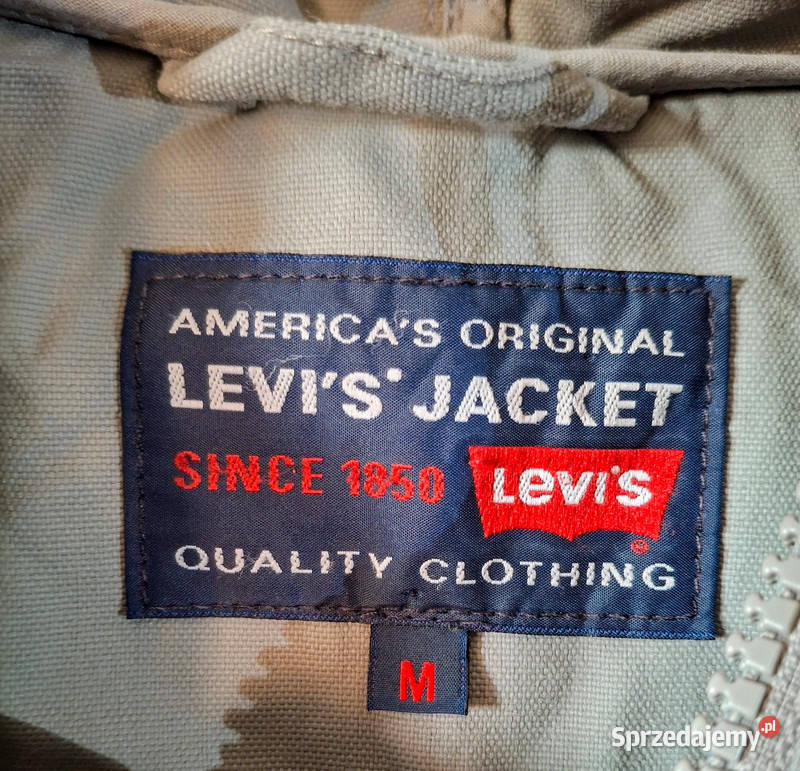 AMERICA'S ORIGINAL
LEVI'S® JACKET
SINCE 1850
Levi's®
QUALITY CLOTHING
M
Sprzedajemy.pl